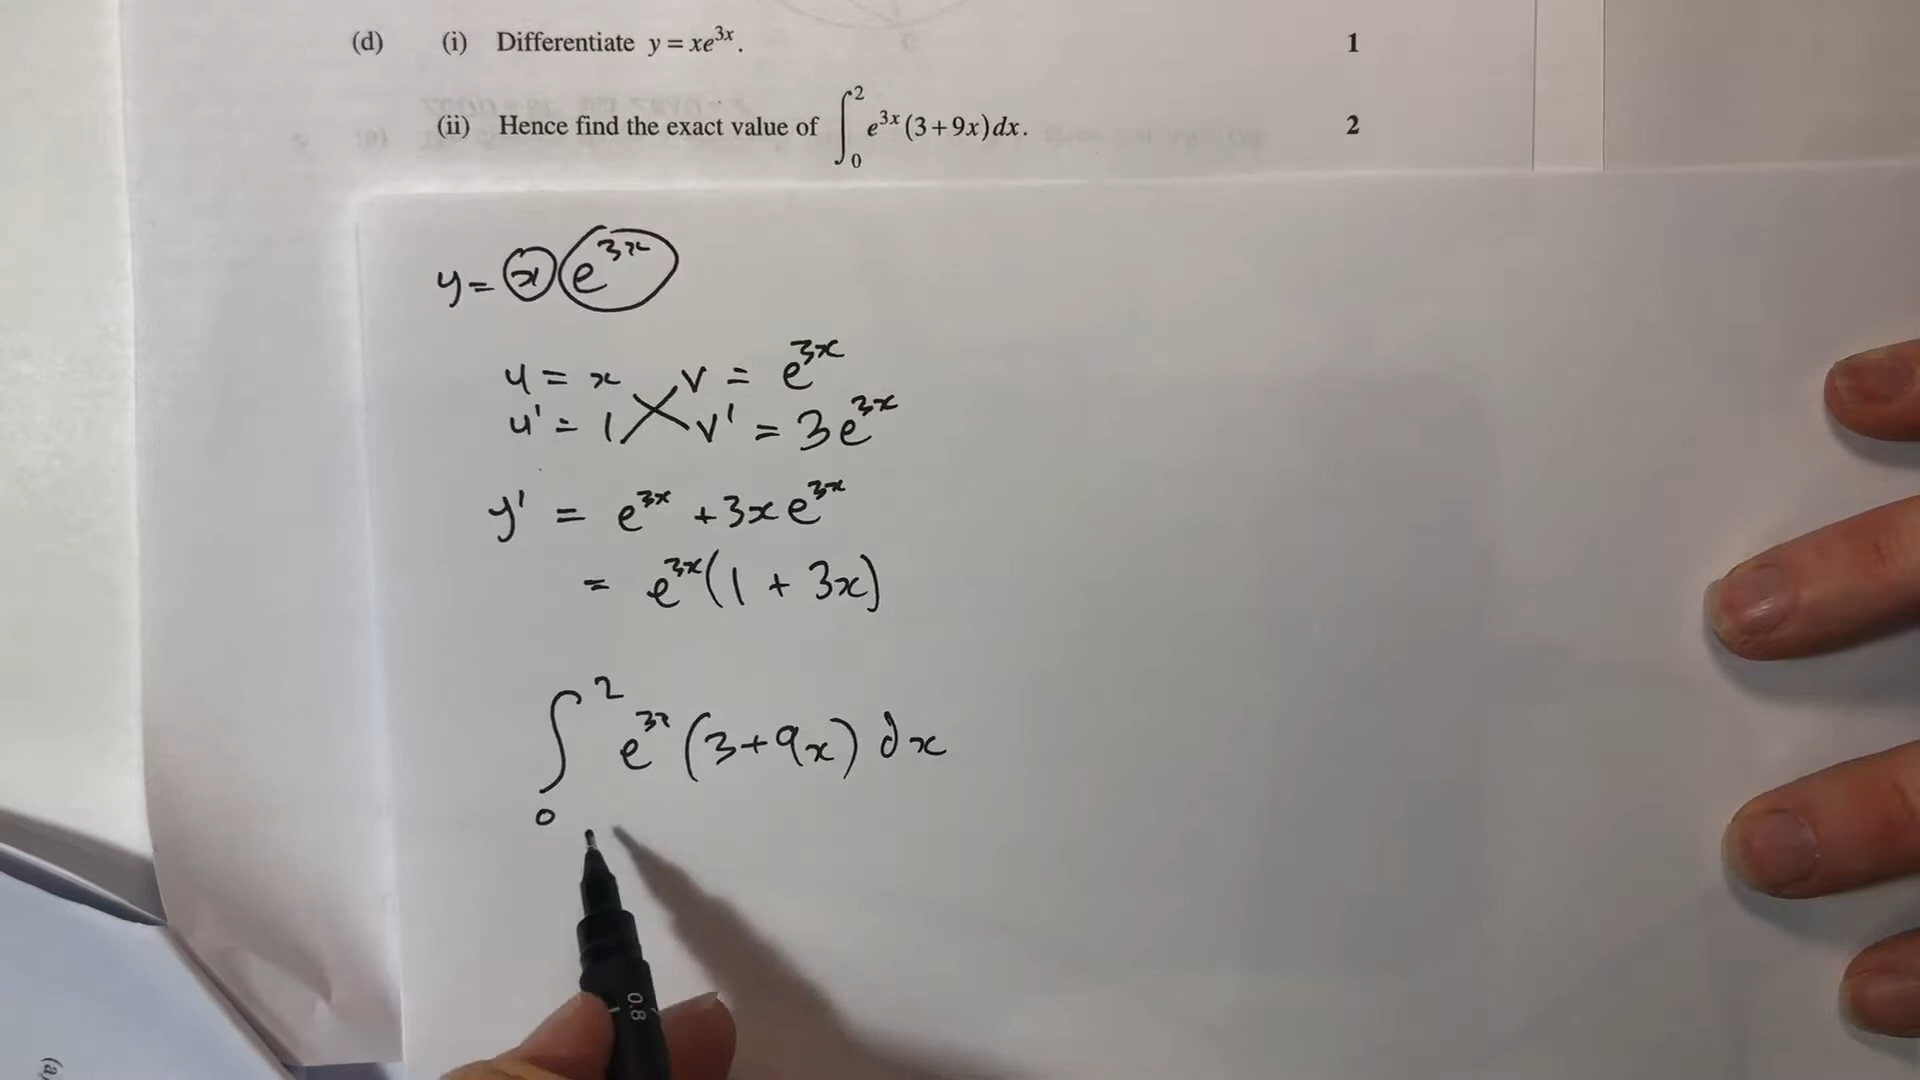 (d) (i) Differentiate y = xe^{3x}. 1
(ii) Hence find the exact value of ∫_0^2 e^{3x}(3+9x)dx. 2
y = x e^{3x}
u = x v = e^{3x}
u' = 1 v' = 3e^{3x}
y' = e^{3x} + 3xe^{3x}
= e^{3x}(1 + 3x)
∫_0^2 e^{3x}(3+9x) dx
0.8
(a)